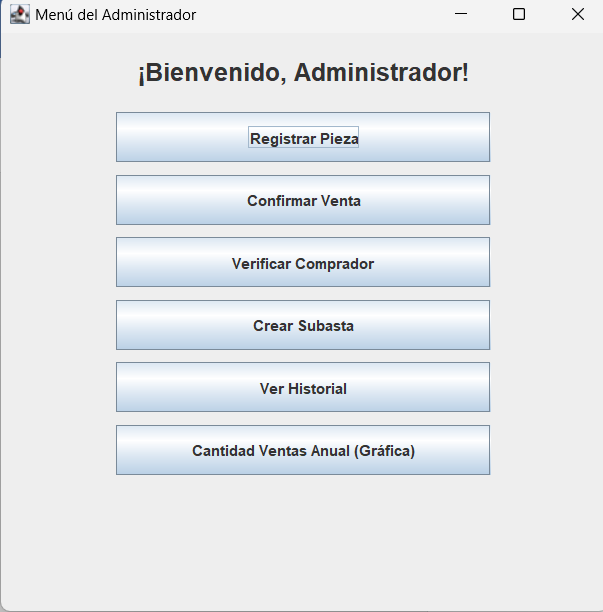 Menú del Administrador
¡Bienvenido, Administrador!
Registrar Pieza
Confirmar Venta
Verificar Comprador
Crear Subasta
Ver Historial
Cantidad Ventas Anual (Gráfica)